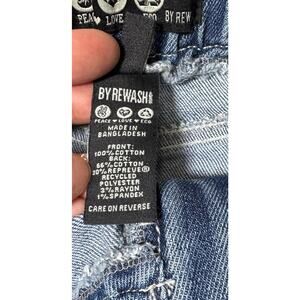 PEACE LOVE ECO BY REW
BY REWASH
PEACE ♥ LOVE ♥ ECO
MADE IN
BANGLADESH
FRONT:
100%COTTON
BACK:
66%COTTON
30%REPREVE®
RECYCLED
POLYESTER
3%RAYON
1%SPANDEX
CARE ON REVERSE